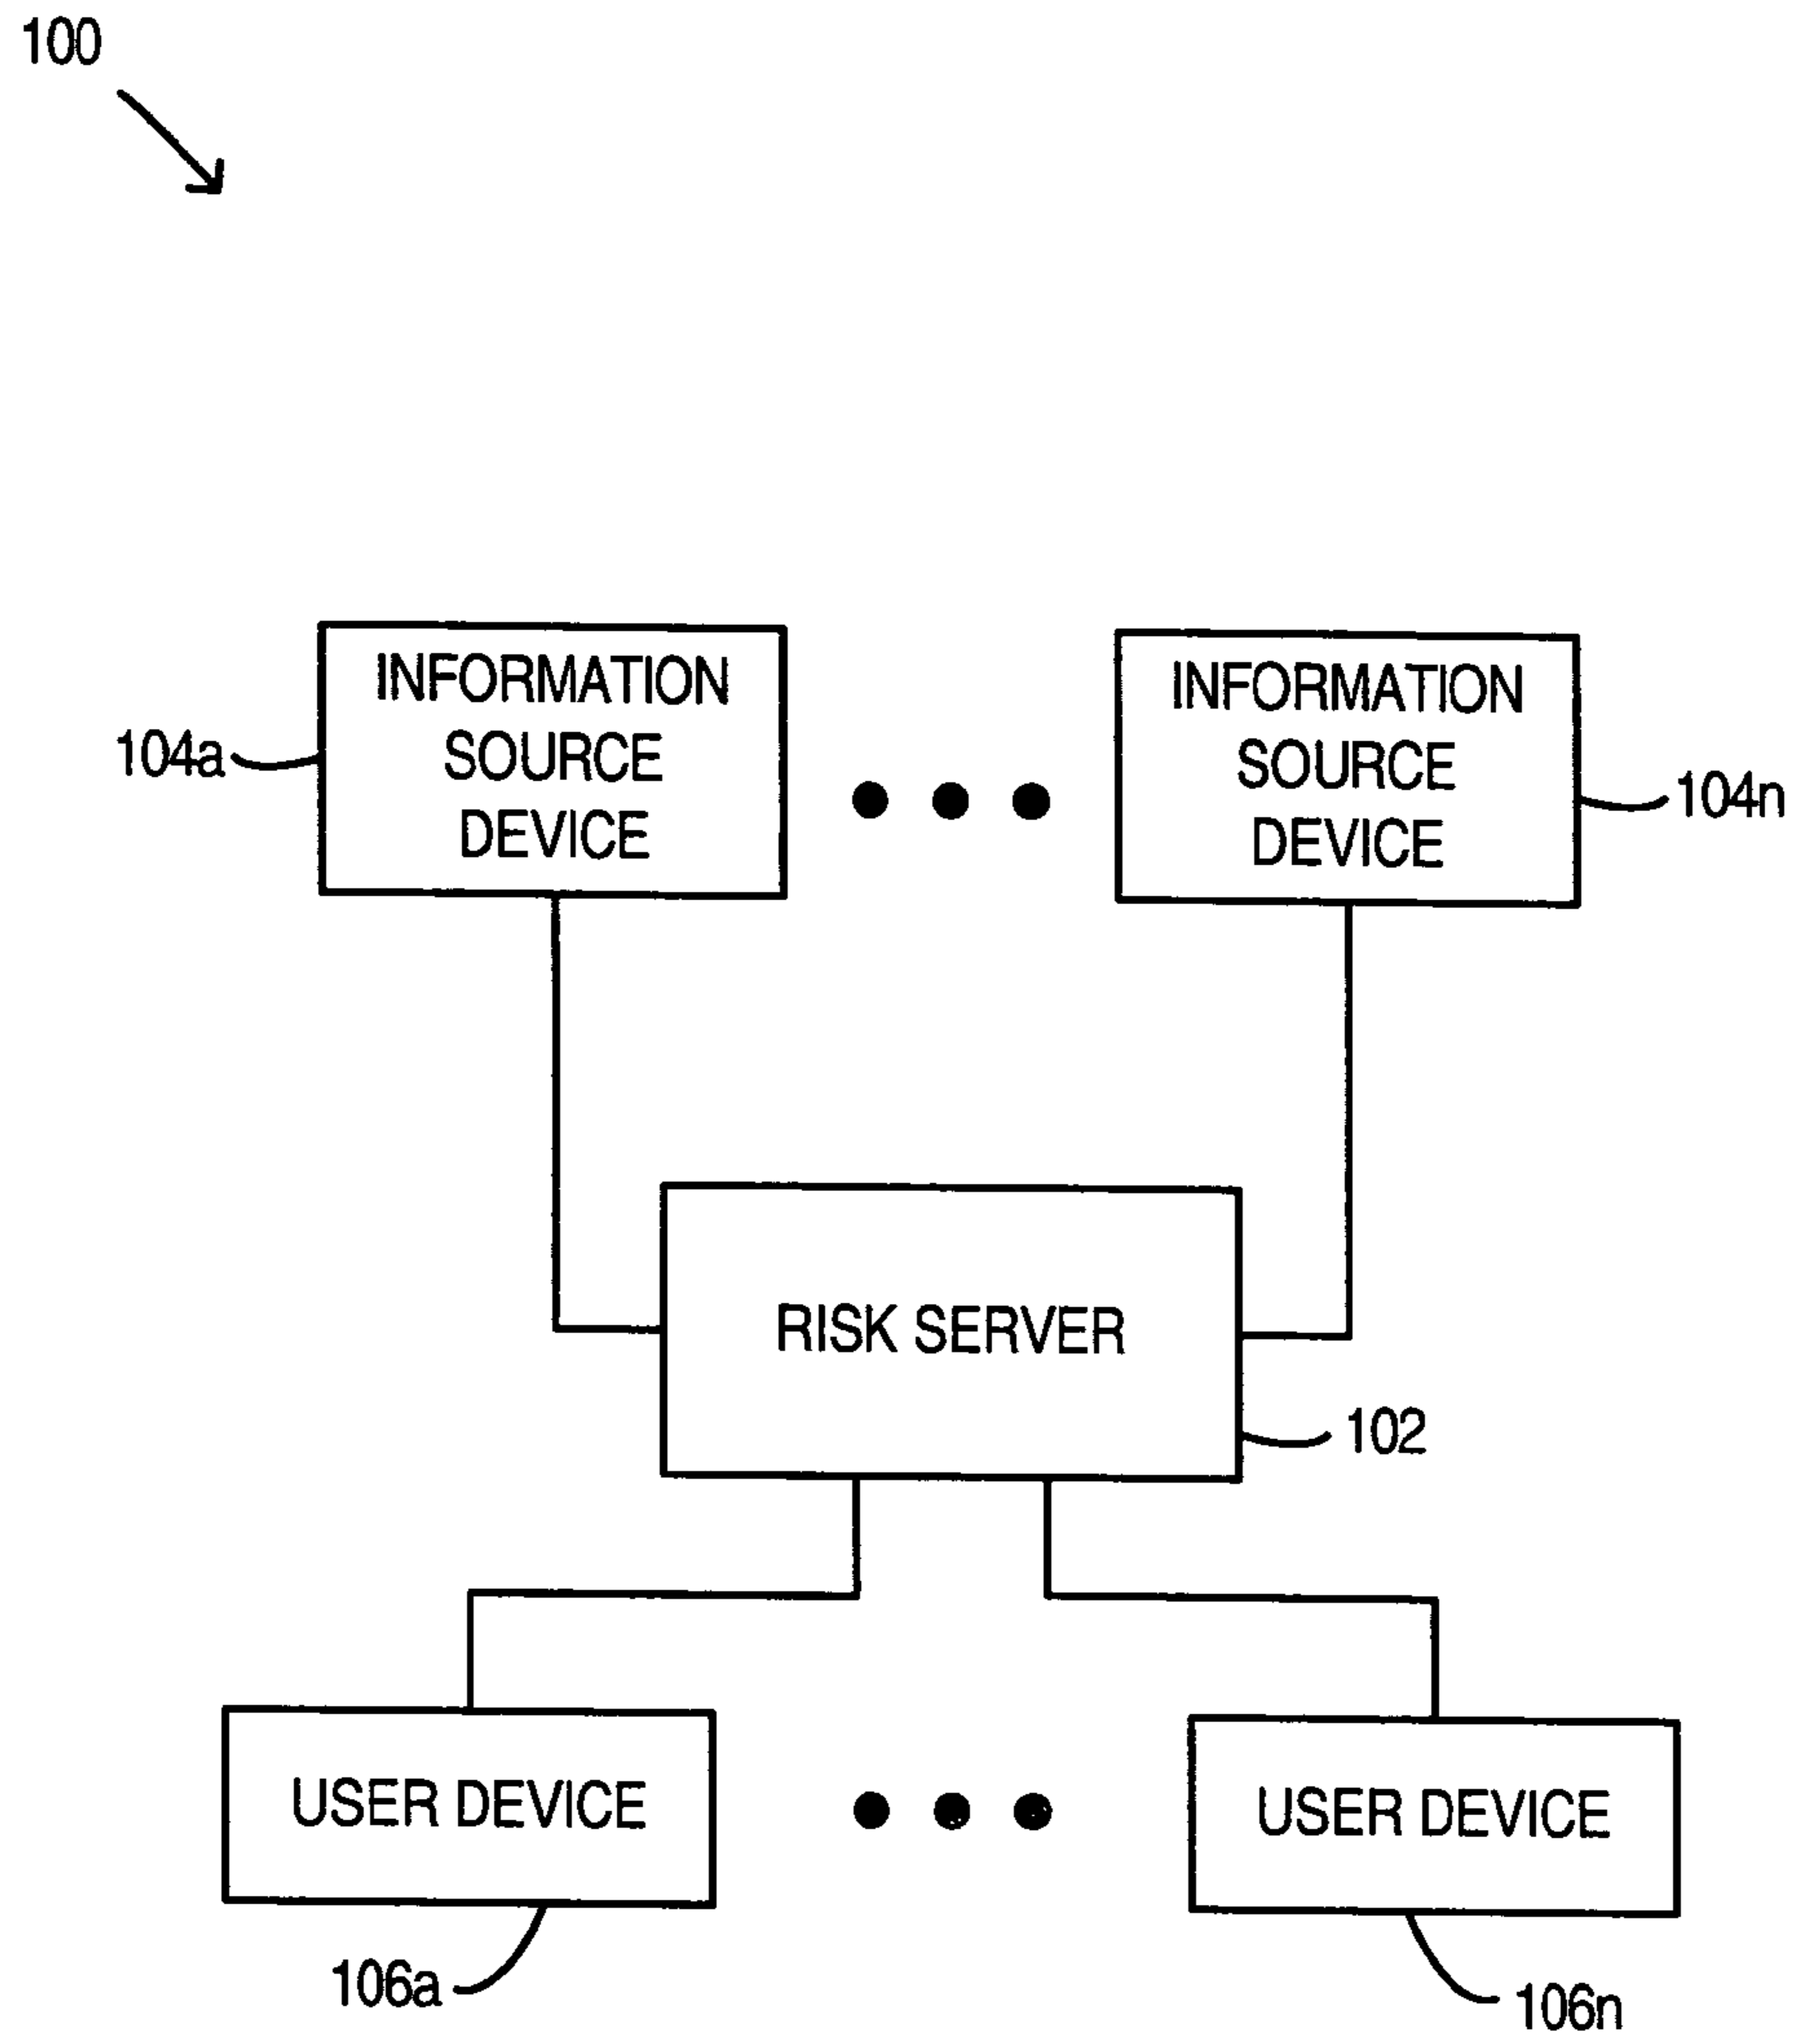 100
INFORMATION
SOURCE
DEVICE
104a
INFORMATION
SOURCE
DEVICE
104n
RISK SERVER
102
USER DEVICE
106a
USER DEVICE
106n